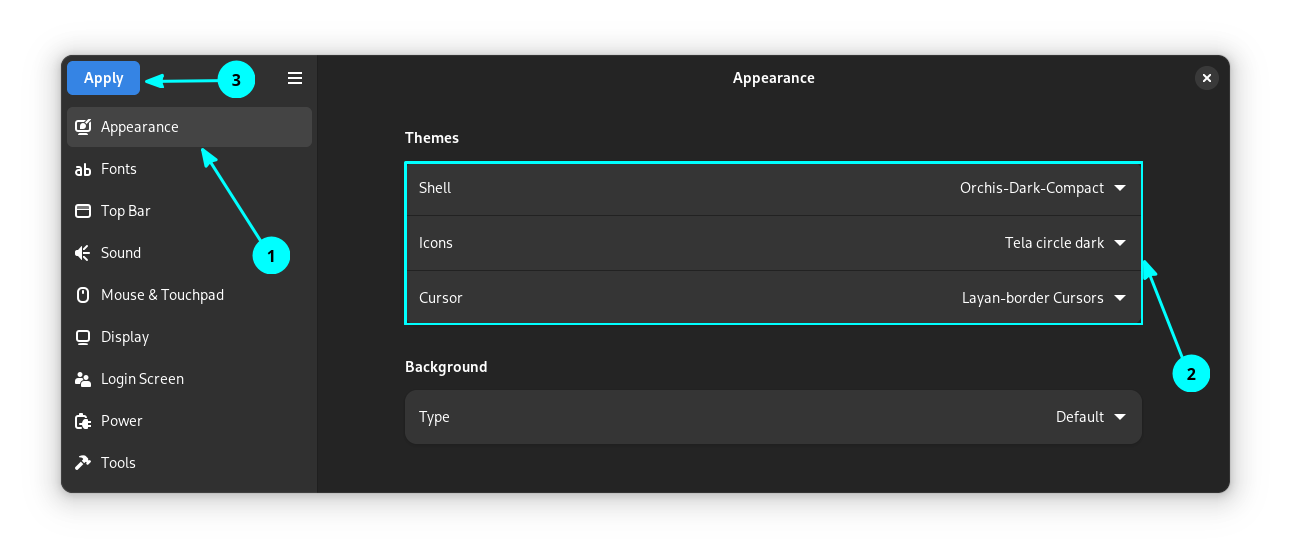 Apply
3
Appearance
Appearance
Fonts
Top Bar
Sound
1
Mouse & Touchpad
Display
Login Screen
Power
Tools
Themes
Shell Orchis-Dark-Compact
Icons Tela circle dark
Cursor Layan-border Cursors
2
Background
Type Default